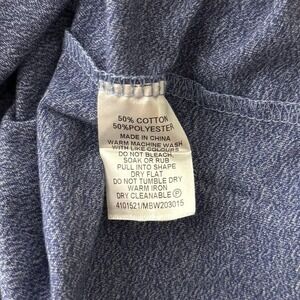 50% COTTON
50%POLYESTER
MADE IN CHINA
WARM MACHINE WASH
WITH LIKE COLOURS
DO NOT BLEACH,
SOAK OR RUB
PULL INTO SHAPE
DRY FLAT
DO NOT TUMBLE DRY
WARM IRON
DRY CLEANABLE Ⓟ
4101521/MBW203015